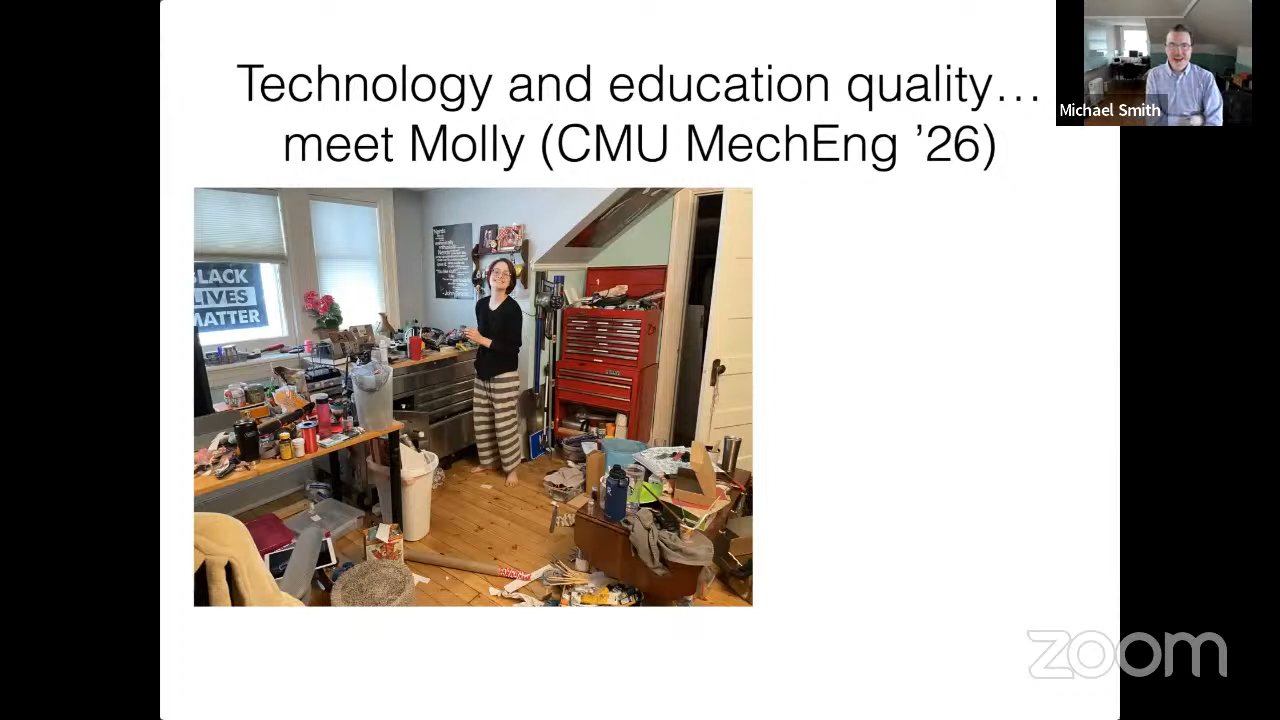 Technology and education quality…
meet Molly (CMU MechEng ’26)
Michael Smith
BLACK
LIVES
MATTER
zoom